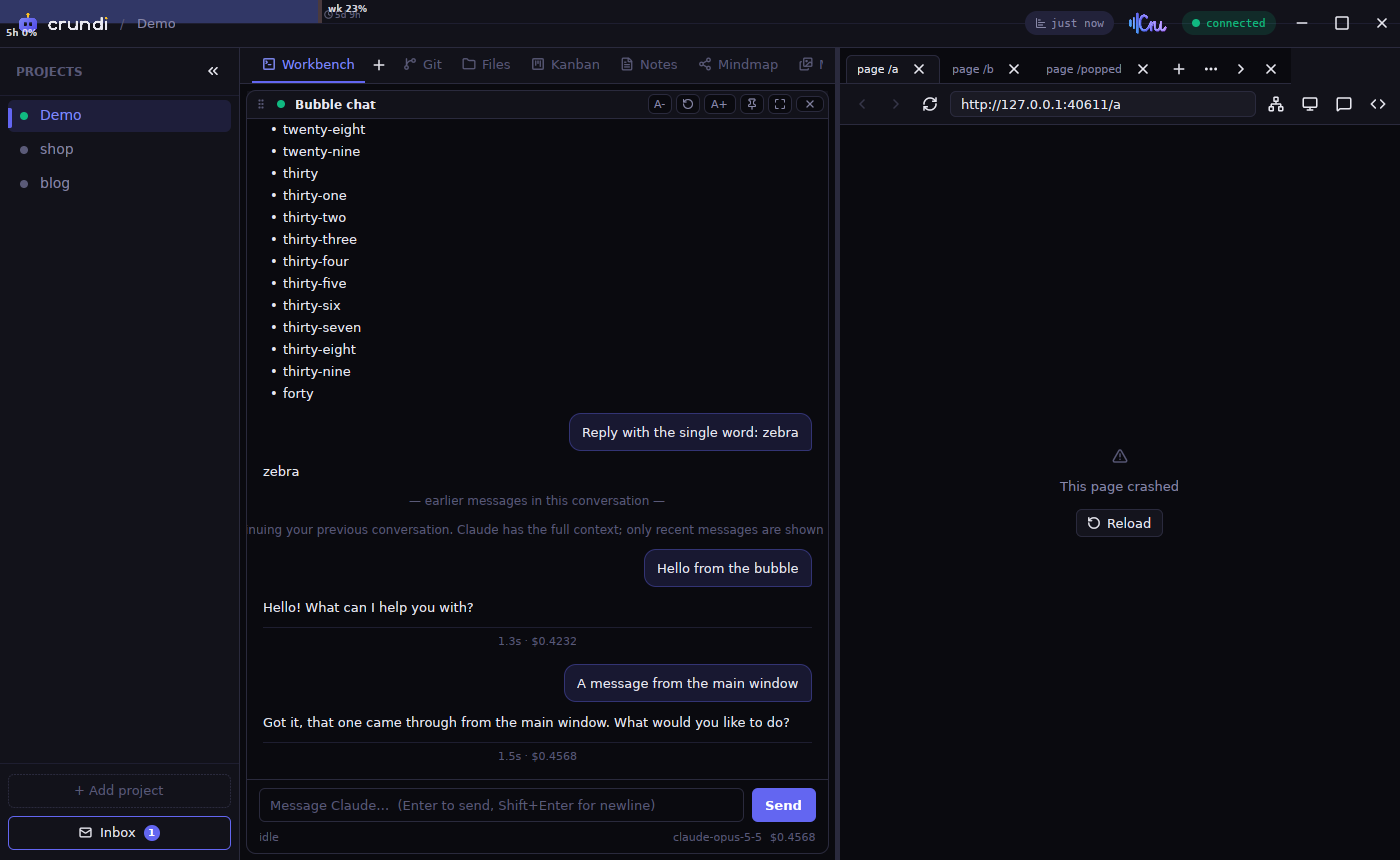 wk 23%
5d 9h
5h 0%
crundi / Demo
just now
Cru
connected
PROJECTS
Demo
shop
blog
+ Add project
Inbox 1
Workbench
Git
Files
Kanban
Notes
Mindmap
Bubble chat
A-
A+
• twenty-eight
• twenty-nine
• thirty
• thirty-one
• thirty-two
• thirty-three
• thirty-four
• thirty-five
• thirty-six
• thirty-seven
• thirty-eight
• thirty-nine
• forty
Reply with the single word: zebra
zebra
— earlier messages in this conversation —
nuing your previous conversation. Claude has the full context; only recent messages are shown
Hello from the bubble
Hello! What can I help you with?
1.3s · $0.4232
A message from the main window
Got it, that one came through from the main window. What would you like to do?
1.5s · $0.4568
Message Claude... (Enter to send, Shift+Enter for newline)
Send
idle
claude-opus-5-5 $0.4568
page /a
page /b
page /popped
http://127.0.0.1:40611/a
This page crashed
Reload